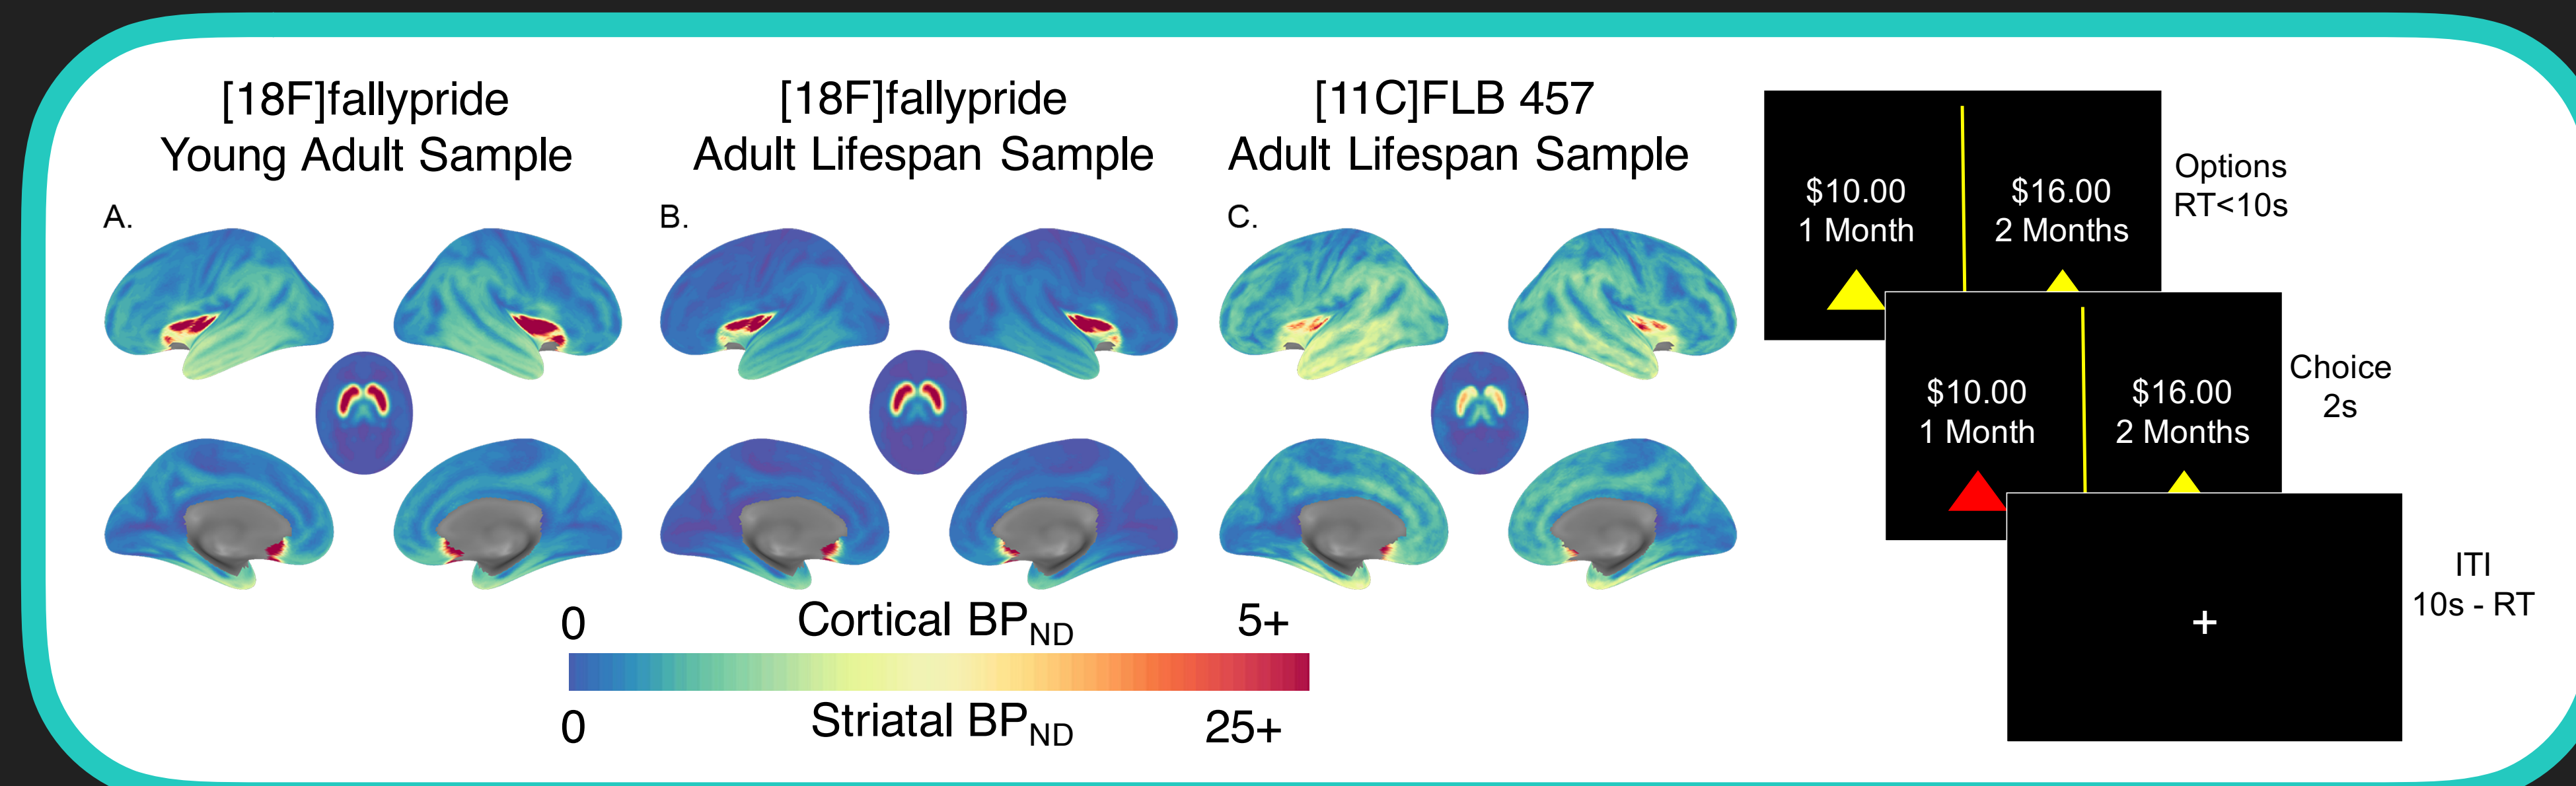 [18F]fallypride
Young Adult Sample
[18F]fallypride
Adult Lifespan Sample
[11C]FLB 457
Adult Lifespan Sample
A.
B.
C.
0 Cortical BPND 5+
0 Striatal BPND 25+
$10.00 $16.00
1 Month 2 Months
Options
RT<10s
$10.00 $16.00
1 Month 2 Months
Choice
2s
+
ITI
10s - RT